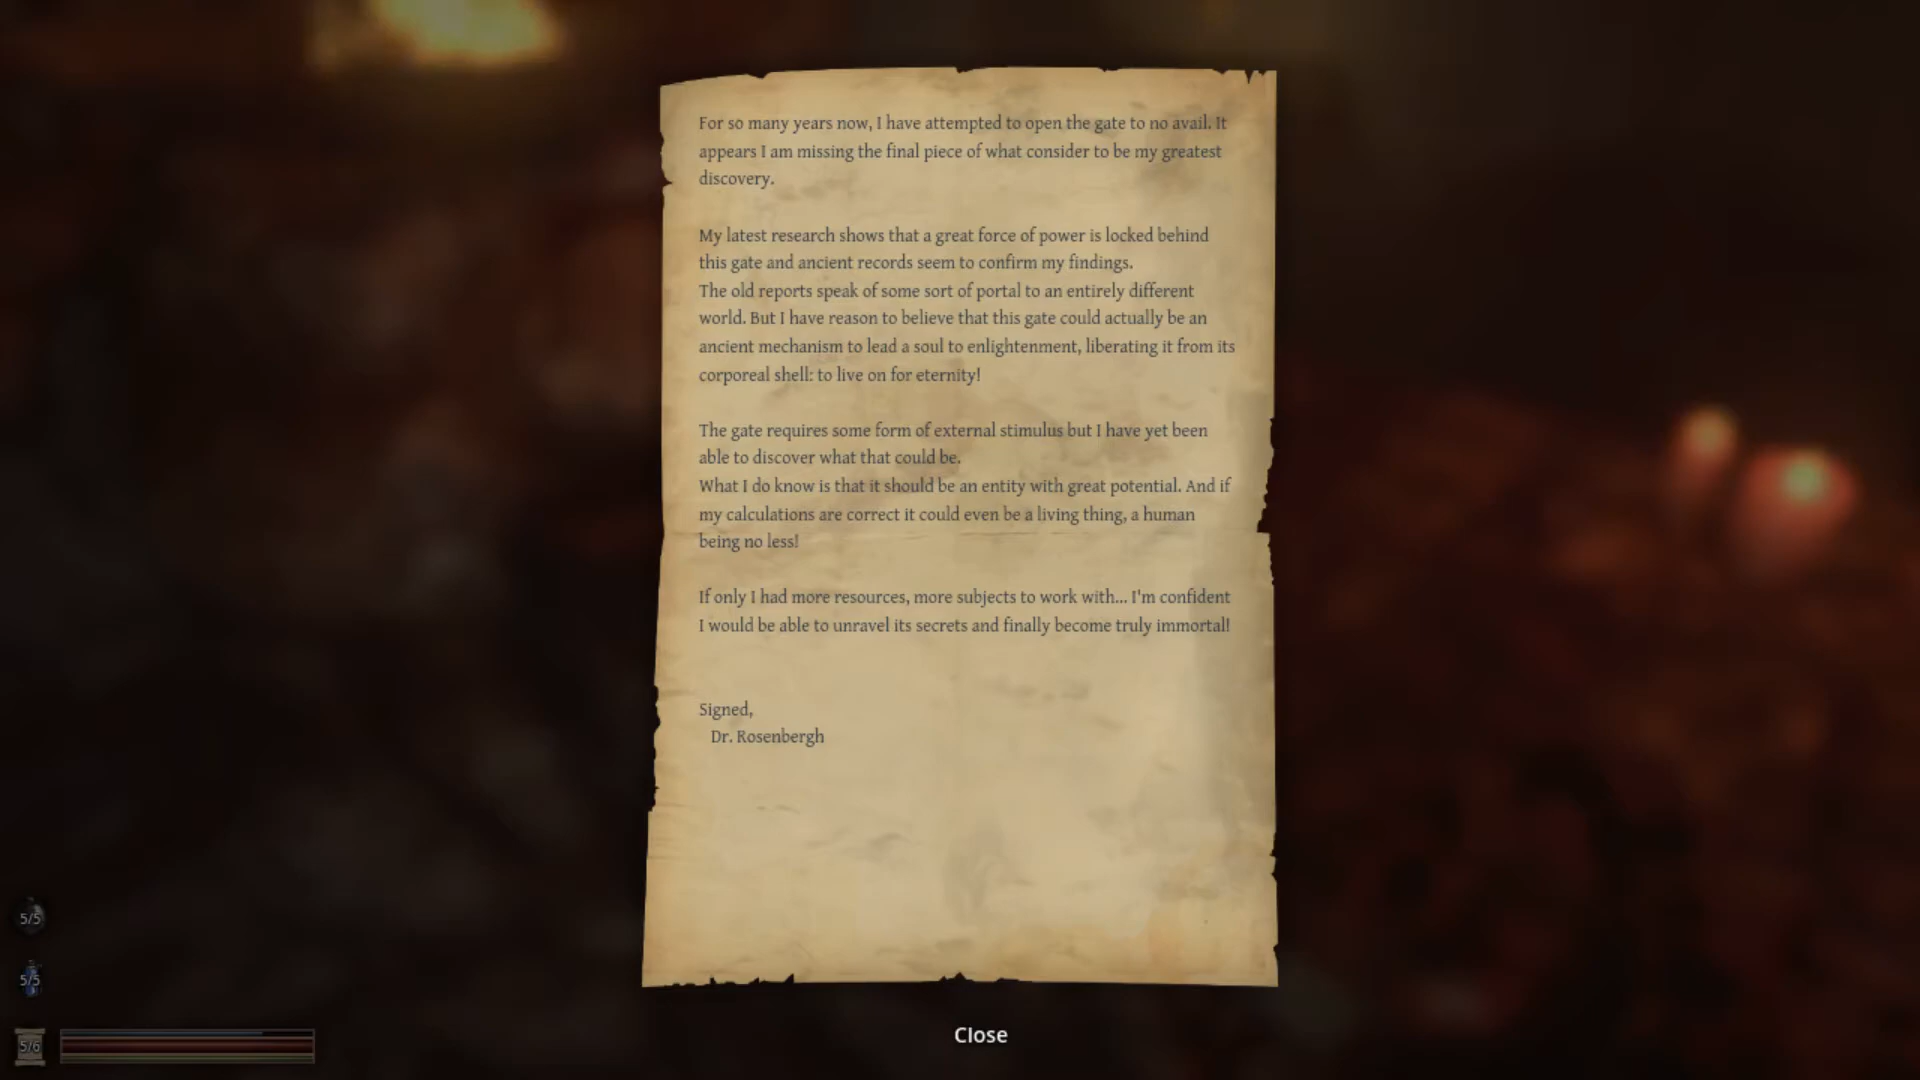 For so many years now, I have attempted to open the gate to no avail. It
appears I am missing the final piece of what consider to be my greatest
discovery.
My latest research shows that a great force of power is locked behind
this gate and ancient records seem to confirm my findings.
The old reports speak of some sort of portal to an entirely different
world. But I have reason to believe that this gate could actually be an
ancient mechanism to lead a soul to enlightenment, liberating it from its
corporeal shell: to live on for eternity!
The gate requires some form of external stimulus but I have yet been
able to discover what that could be.
What I do know is that it should be an entity with great potential. And if
my calculations are correct it could even be a living thing, a human
being no less!
If only I had more resources, more subjects to work with... I'm confident
I would be able to unravel its secrets and finally become truly immortal!
Signed,
Dr. Rosenbergh
5/5
5/5
5/6
Close